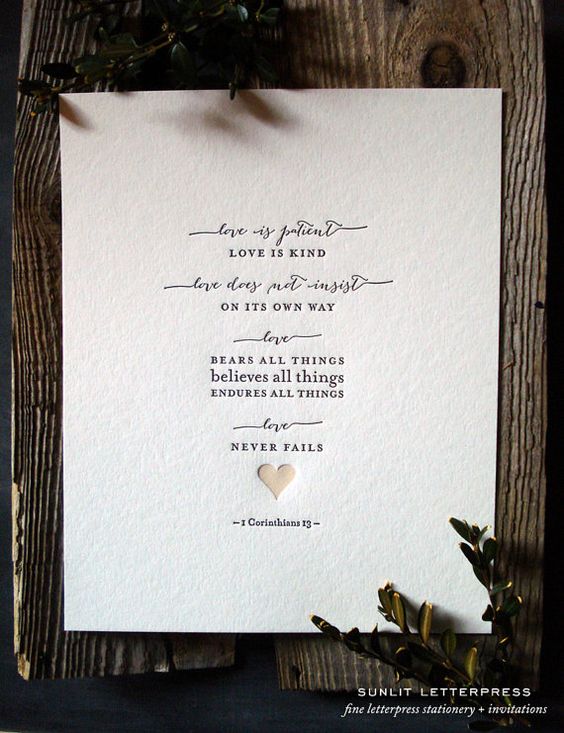 love is patient
LOVE IS KIND
love does not insist
ON ITS OWN WAY
love
BEARS ALL THINGS
believes all things
ENDURES ALL THINGS
love
NEVER FAILS
–1 Corinthians 13–
SUNLIT LETTERPRESS
fine letterpress stationery + invitations